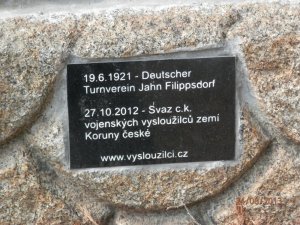 19.6.1921 - Deutscher
Turnverein Jahn Filippsdorf
27.10.2012 - Svaz c.k.
vojenských vysloužilců zemí
Koruny české
www.vyslouzilci.cz